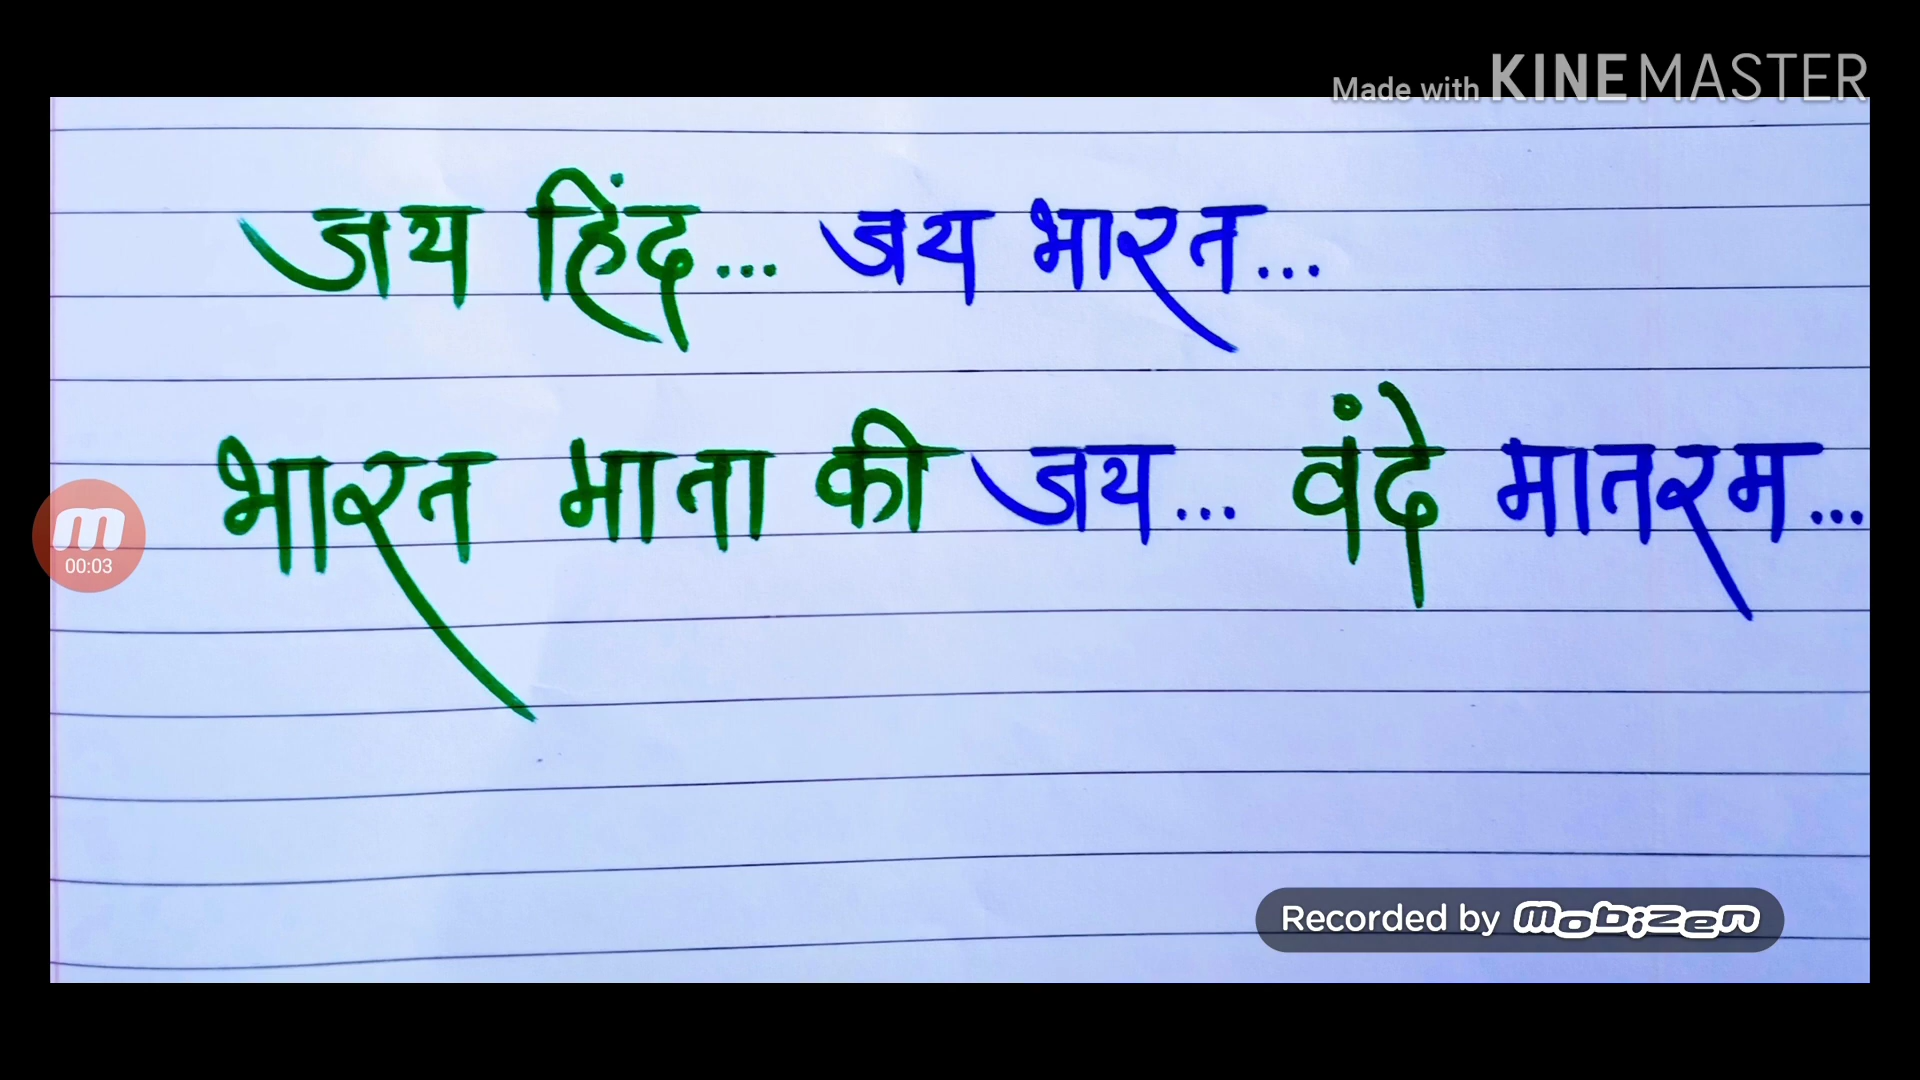 Made with KINEMASTER
जय हिंद... जय भारत...
भारत माता की जय... वंदे मातरम...
00:03
Recorded by mobizen